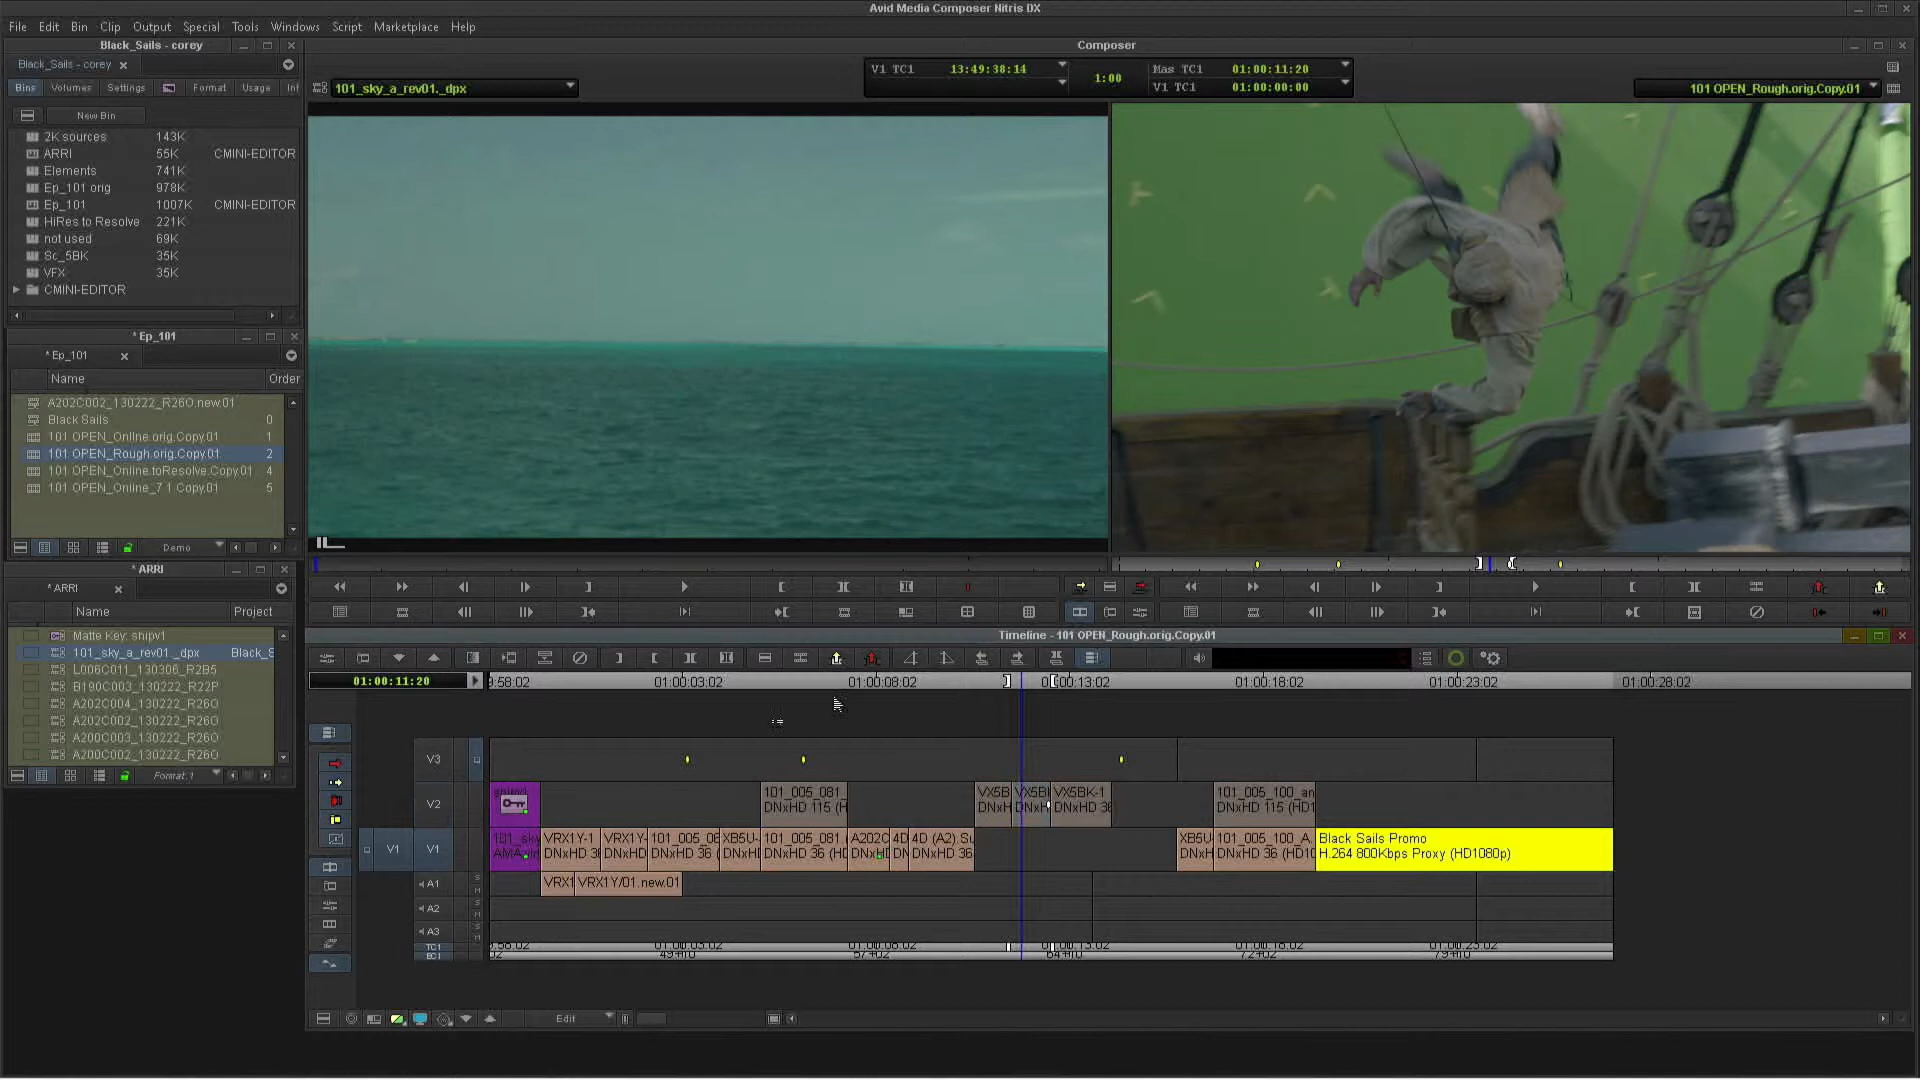 Avid Media Composer Nitris DX
File Edit Bin Clip Output Special Tools Windows Script Marketplace Help
Black_Sails - corey
Composer
Black_Sails - corey
Bins Volumes Settings Format Usage Inf
101_sky_a_rev01._dpx
V1 TC1 13:49:38:14
1:00
Mas TC1 01:00:11:20
V1 TC1 01:00:00:00
101 OPEN_Rough.orig.Copy.01
New Bin
2K sources 143K
ARRI 55K CMINI-EDITOR
Elements 741K
Ep_101 orig 978K
Ep_101 1007K CMINI-EDITOR
HiRes to Resolve 221K
not used 69K
Sc_5BK 35K
VFX 35K
CMINI-EDITOR
* Ep_101
* Ep_101
Name Order
A202C002_130222_R26O.new.01
Black Sails 0
101 OPEN_Online.orig.Copy.01 1
101 OPEN_Rough.orig.Copy.01 2
101 OPEN_Online.toResolve.Copy.01 4
101 OPEN_Online_7 1 Copy.01 5
Demo
* ARRI
* ARRI
Name Project
Matte Key: shipv1
101_sky_a_rev01._dpx Black_S
L006C011_130306_R2B5
B190C003_130222_R22P
A202C004_130222_R26O
A202C002_130222_R26O
A200C003_130222_R26O
A200C002_130222_R26O
Format.1
Timeline - 101 OPEN_Rough.orig.Copy.01
01:00:11:20
9:58:02 01:00:03:02 01:00:08:02 01:00:13:02 01:00:18:02 01:00:23:02 01:00:28:02
V3
V2
101_005_081_
DNxHD 115 (H
VX5B
DNxH
VX5BI
DNxH
VX5BK-1
DNxHD 36
101_005_100_an
DNxHD 115 (HD1
V1 V1
101_sky
VRX1Y-1
DNxHD 36
VRX1Y-
DNxHD
101_005_06
DNxHD 36 (
XB5U-
DNxHD
101_005_081
DNxHD 36 (HD
A202C
DNxHD
4D
DN
4D (A2).Su
DNxHD 36
XB5U-
DNxH
101_005_100_A.
DNxHD 36 (HD10
Black Sails Promo
H.264 800Kbps Proxy (HD1080p)
A1
VRX1 VRX1Y/01.new.01
A2
A3
TC1 9:58:02 01:00:03:02 01:00:08:02 01:00:13:02 01:00:18:02 01:00:23:02
EC1 49+10 57+02 64+10 72+02 79+10
Edit